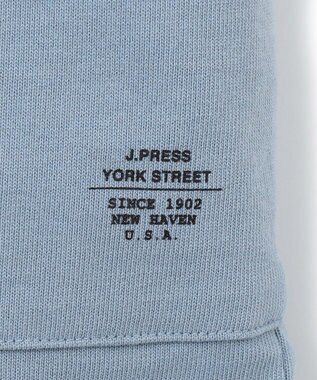 J.PRESS
YORK STREET
SINCE 1902
NEW HAVEN
U.S.A.